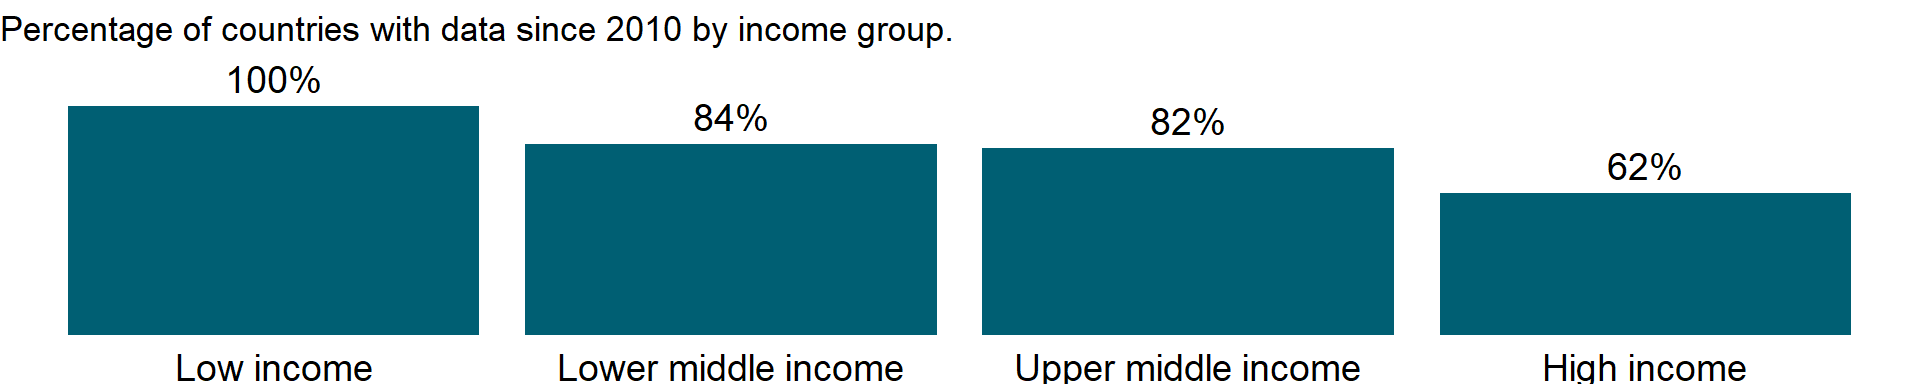 Percentage of countries with data since 2010 by income group.
100%
84%
82%
62%
Low income
Lower middle income
Upper middle income
High income